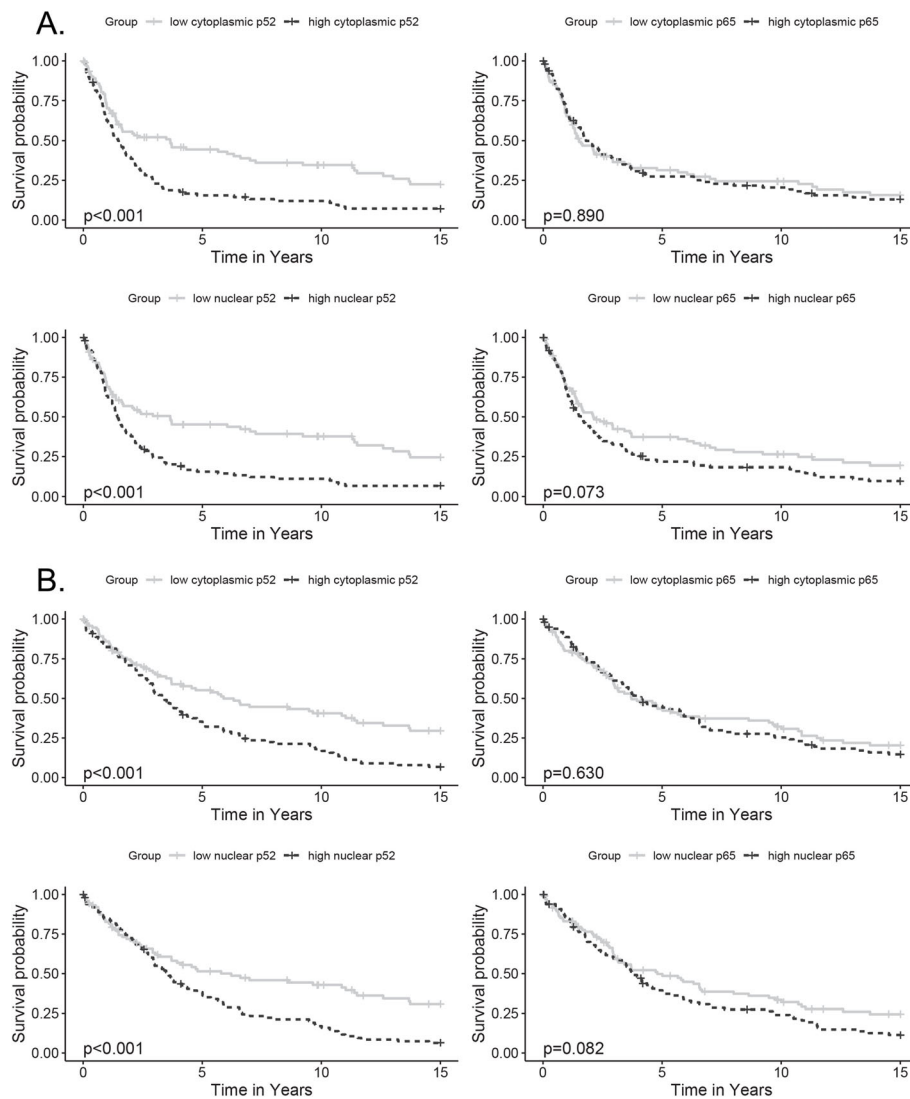 A.
Group low cytoplasmic p52 high cytoplasmic p52
Survival probability
1.00
0.75
0.50
0.25
0.00
p<0.001
0 5 10 15
Time in Years
Group low cytoplasmic p65 high cytoplasmic p65
Survival probability
1.00
0.75
0.50
0.25
0.00
p=0.890
0 5 10 15
Time in Years
Group low nuclear p52 high nuclear p52
Survival probability
1.00
0.75
0.50
0.25
0.00
p<0.001
0 5 10 15
Time in Years
Group low nuclear p65 high nuclear p65
Survival probability
1.00
0.75
0.50
0.25
0.00
p=0.073
0 5 10 15
Time in Years
B.
Group low cytoplasmic p52 high cytoplasmic p52
Survival probability
1.00
0.75
0.50
0.25
0.00
p<0.001
0 5 10 15
Time in Years
Group low cytoplasmic p65 high cytoplasmic p65
Survival probability
1.00
0.75
0.50
0.25
0.00
p=0.630
0 5 10 15
Time in Years
Group low nuclear p52 high nuclear p52
Survival probability
1.00
0.75
0.50
0.25
0.00
p<0.001
0 5 10 15
Time in Years
Group low nuclear p65 high nuclear p65
Survival probability
1.00
0.75
0.50
0.25
0.00
p=0.082
0 5 10 15
Time in Years